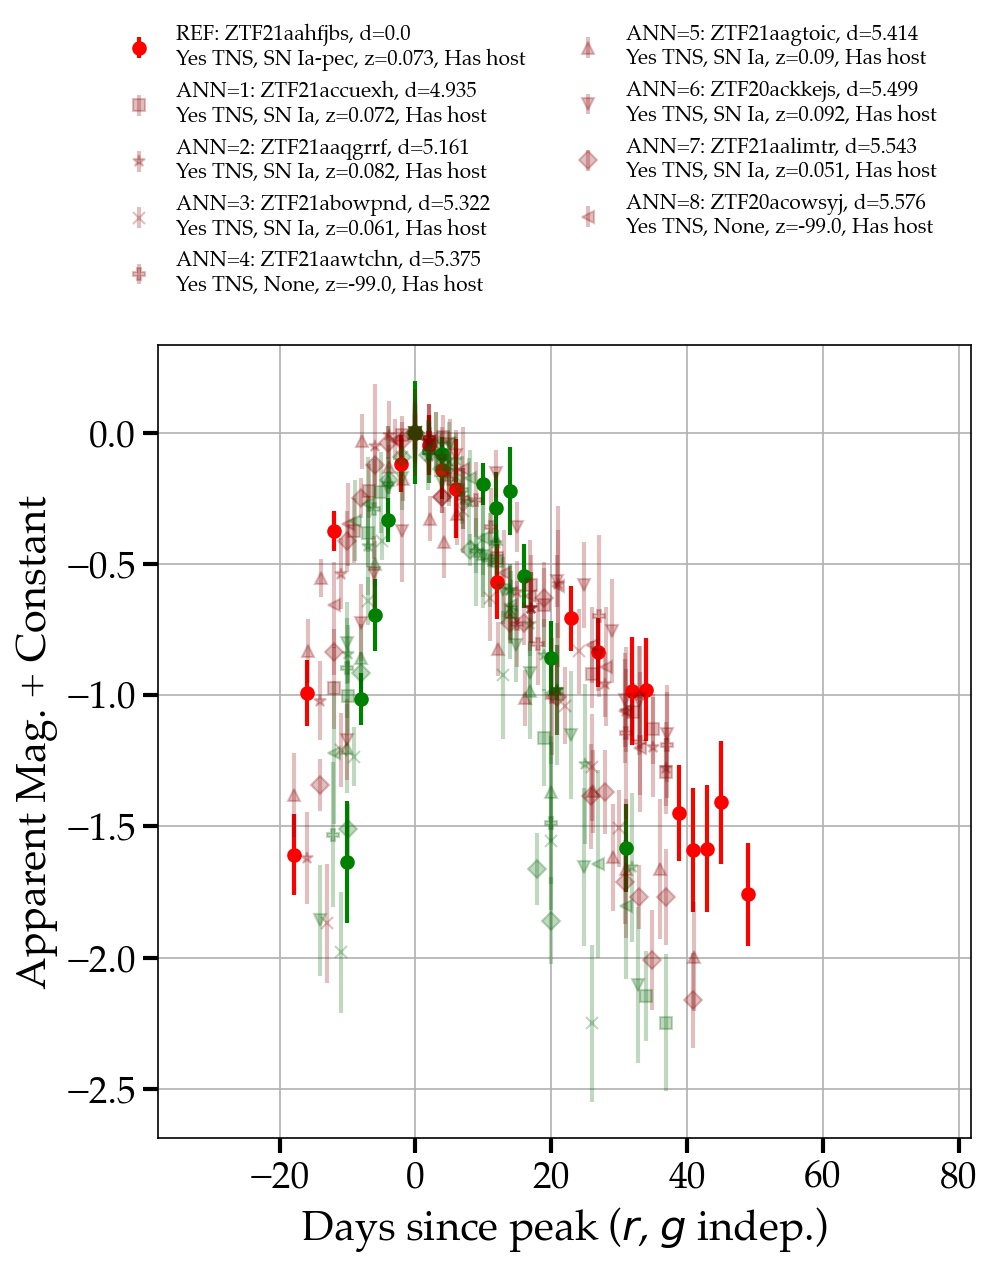 REF: ZTF21aahfjbs, d=0.0
Yes TNS, SN Ia-pec, z=0.073, Has host
ANN=1: ZTF21accuexh, d=4.935
Yes TNS, SN Ia, z=0.072, Has host
ANN=2: ZTF21aaqgrrf, d=5.161
Yes TNS, SN Ia, z=0.082, Has host
ANN=3: ZTF21abowpnd, d=5.322
Yes TNS, SN Ia, z=0.061, Has host
ANN=4: ZTF21aawtchn, d=5.375
Yes TNS, None, z=-99.0, Has host
ANN=5: ZTF21aagtoic, d=5.414
Yes TNS, SN Ia, z=0.09, Has host
ANN=6: ZTF20ackkejs, d=5.499
Yes TNS, SN Ia, z=0.092, Has host
ANN=7: ZTF21aalimtr, d=5.543
Yes TNS, SN Ia, z=0.051, Has host
ANN=8: ZTF20acowsyj, d=5.576
Yes TNS, None, z=-99.0, Has host
Apparent Mag. + Constant
0.0
−0.5
−1.0
−1.5
−2.0
−2.5
−20 0 20 40 60 80
Days since peak (r, g indep.)